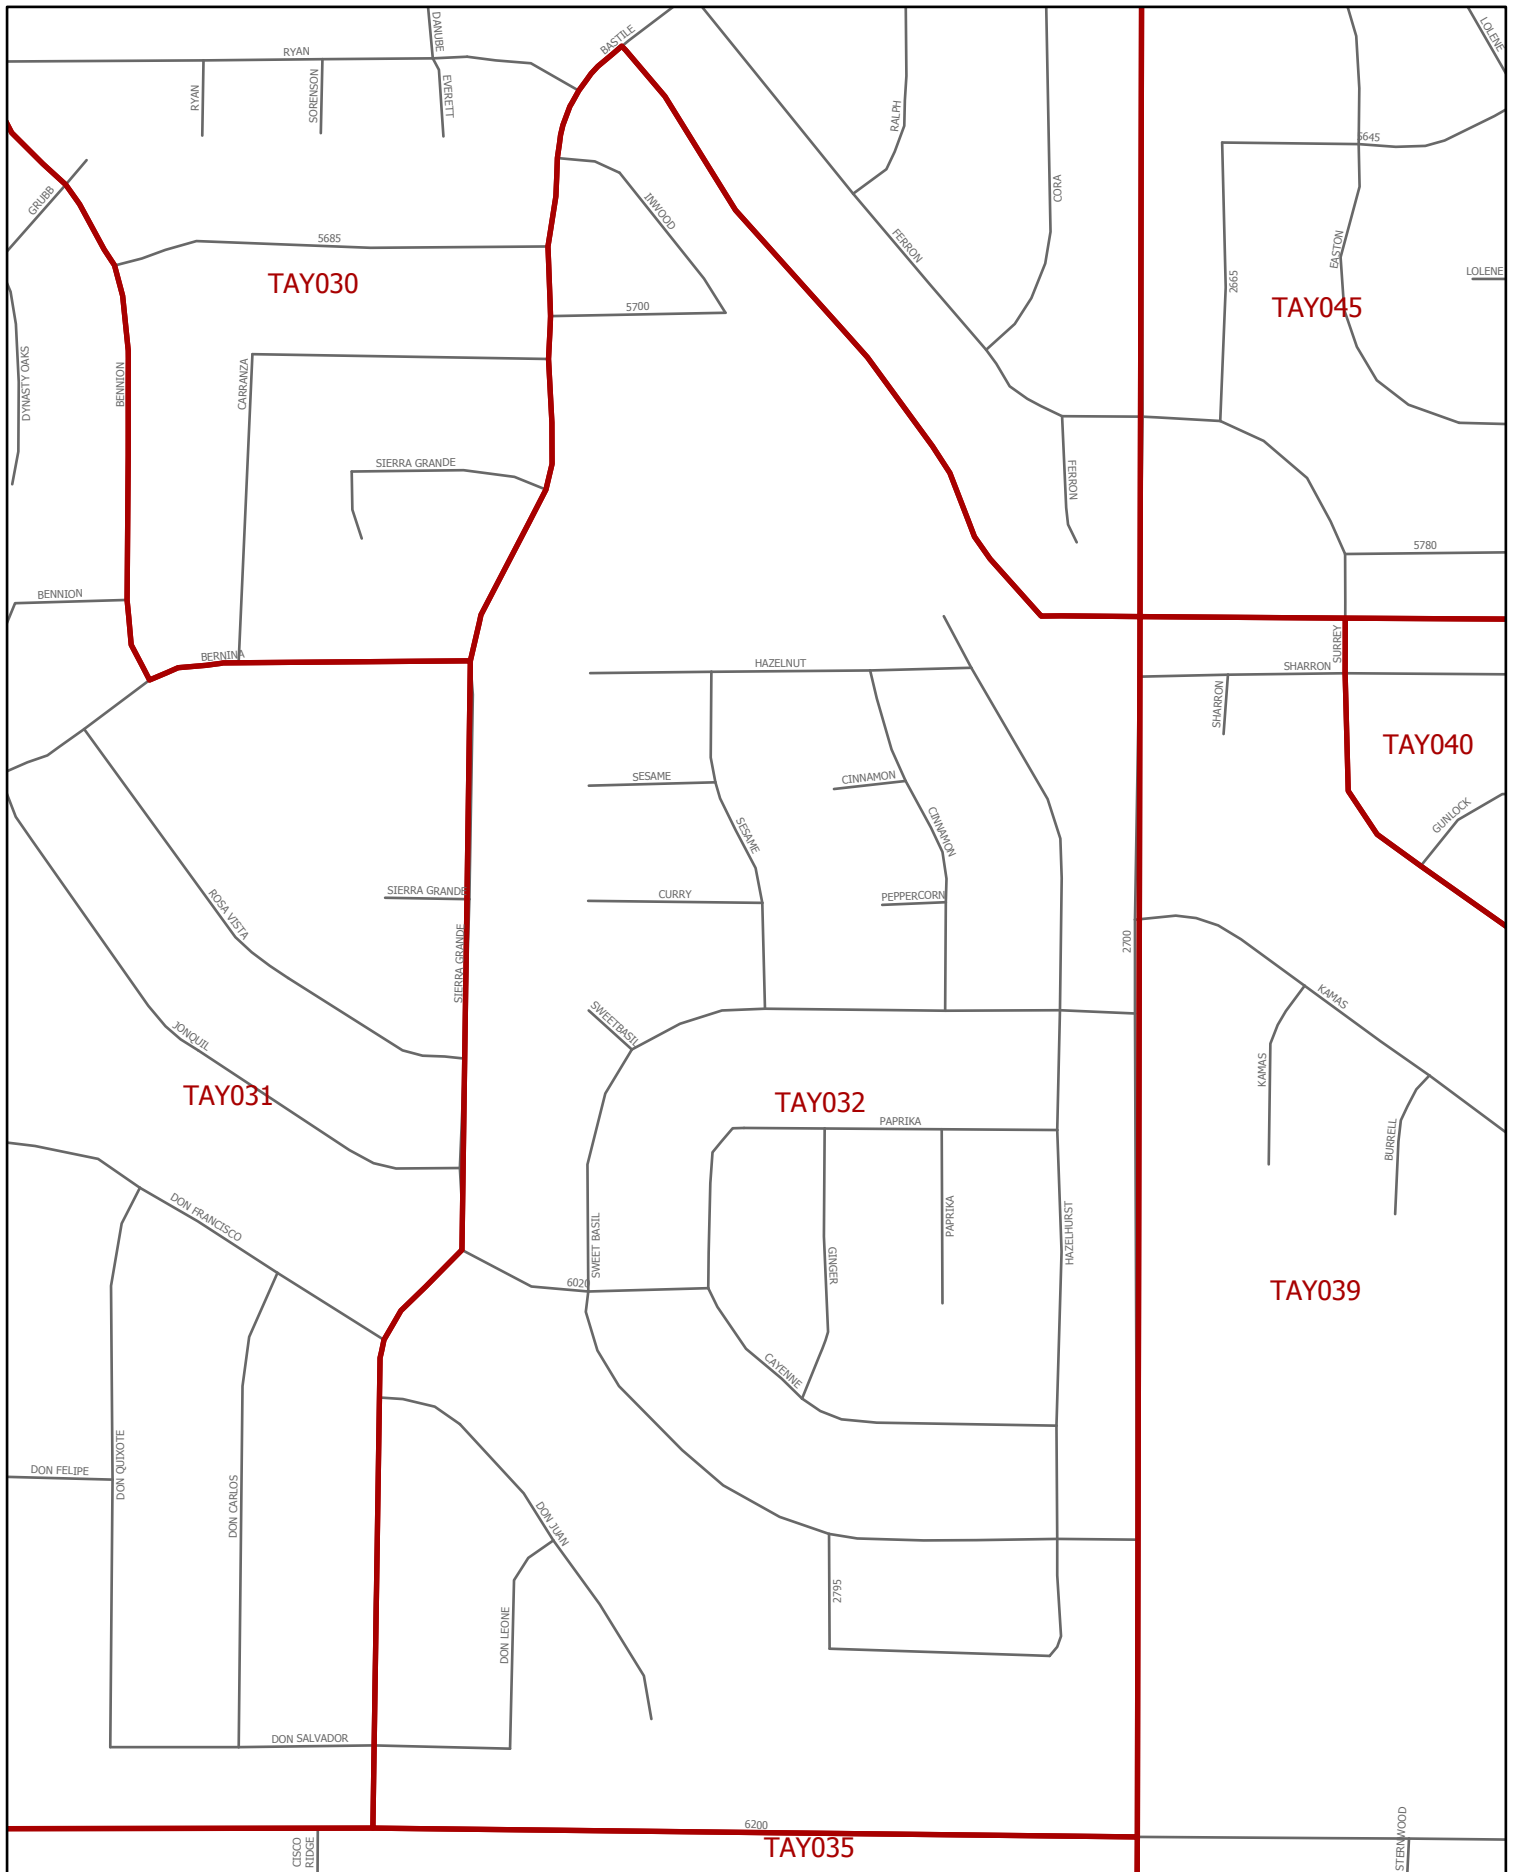 DANUBE
BASTILE
LOLENE
RYAN
RYAN
SORENSON
EVERETT
RALPH
5645
GRUBB
CORA
INWOOD
5685
FERRON
EASTON
LOLENE
TAY030
2665
5700
TAY045
DYNASTY OAKS
BENNION
CARRANZA
SIERRA GRANDE
FERRON
5780
BENNION
BERNINA
HAZELNUT
SURREY
SHARRON
SHARRON
TAY040
SESAME
CINNAMON
SESAME
CINNAMON
GUNLOCK
SIERRA GRANDE
CURRY
PEPPERCORN
ROSA VISTA
SIERRA GRANDE
2700
KAMAS
SWEETBASIL
JONQUIL
KAMAS
TAY031
TAY032
PAPRIKA
BURRELL
DON FRANCISCO
PAPRIKA
HAZELHURST
SWEET BASIL
GINGER
6020
TAY039
CAYENNE
DON QUIXOTE
DON FELIPE
DON CARLOS
DON JUAN
2795
DON LEONE
DON SALVADOR
6200
TAY035
CISCO
RIDGE
STERNWOOD